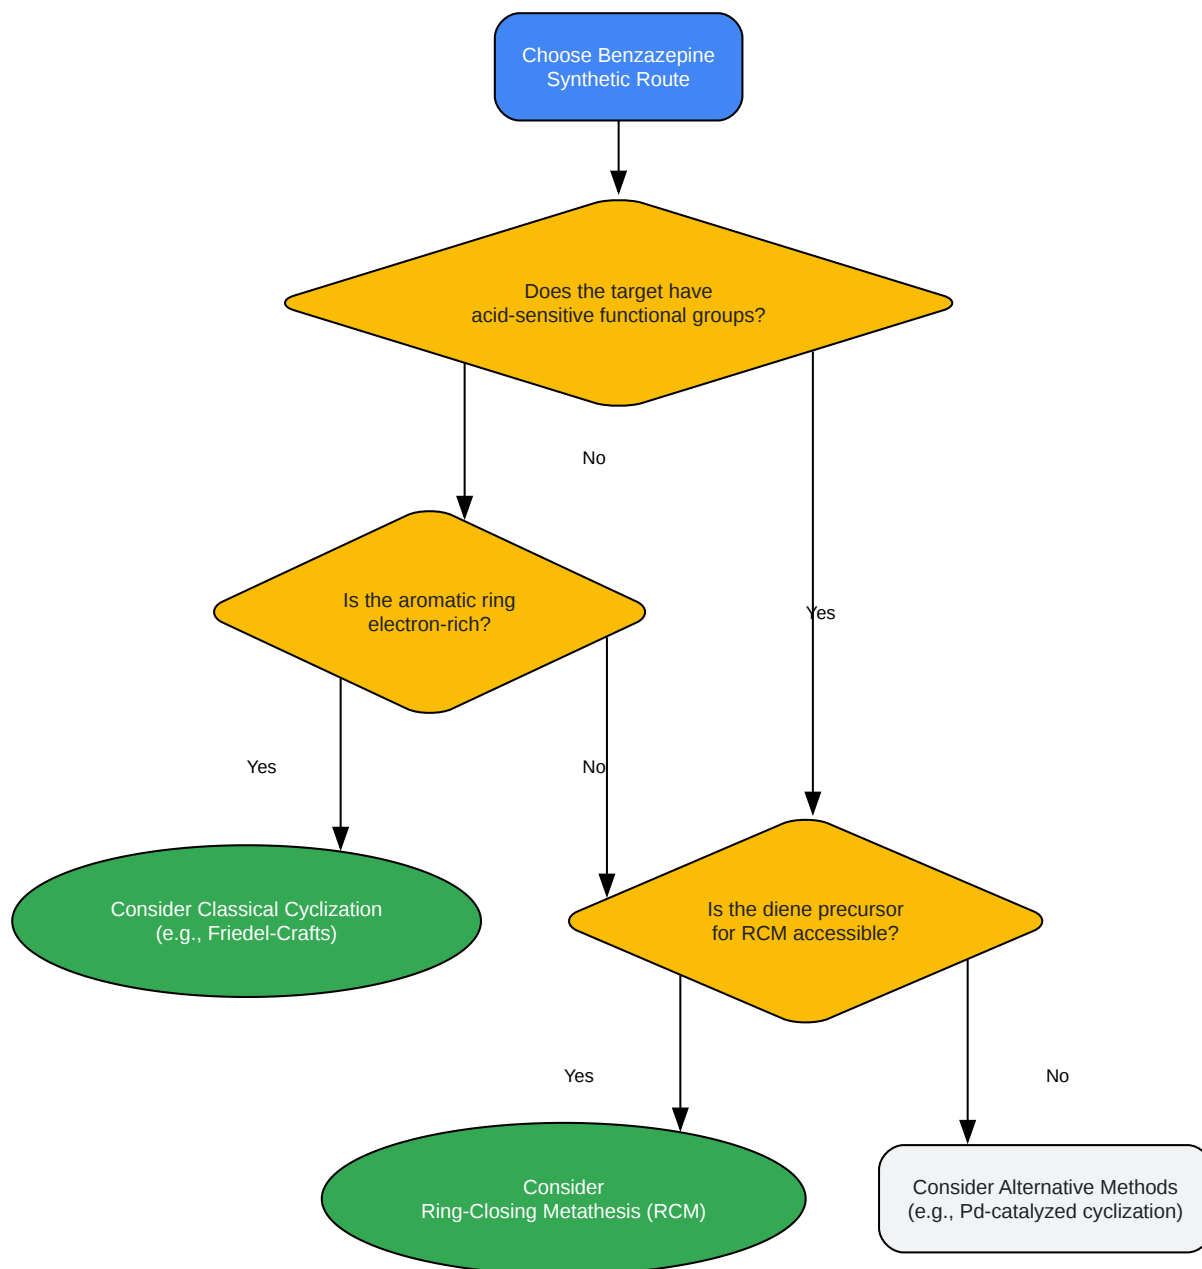 Choose Benzazepine
Synthetic Route
Does the target have
acid-sensitive functional groups?
No
Is the aromatic ring
electron-rich?
Yes
Yes
No
Consider Classical Cyclization
(e.g., Friedel-Crafts)
Is the diene precursor
for RCM accessible?
Yes
No
Consider
Ring-Closing Metathesis (RCM)
Consider Alternative Methods
(e.g., Pd-catalyzed cyclization)